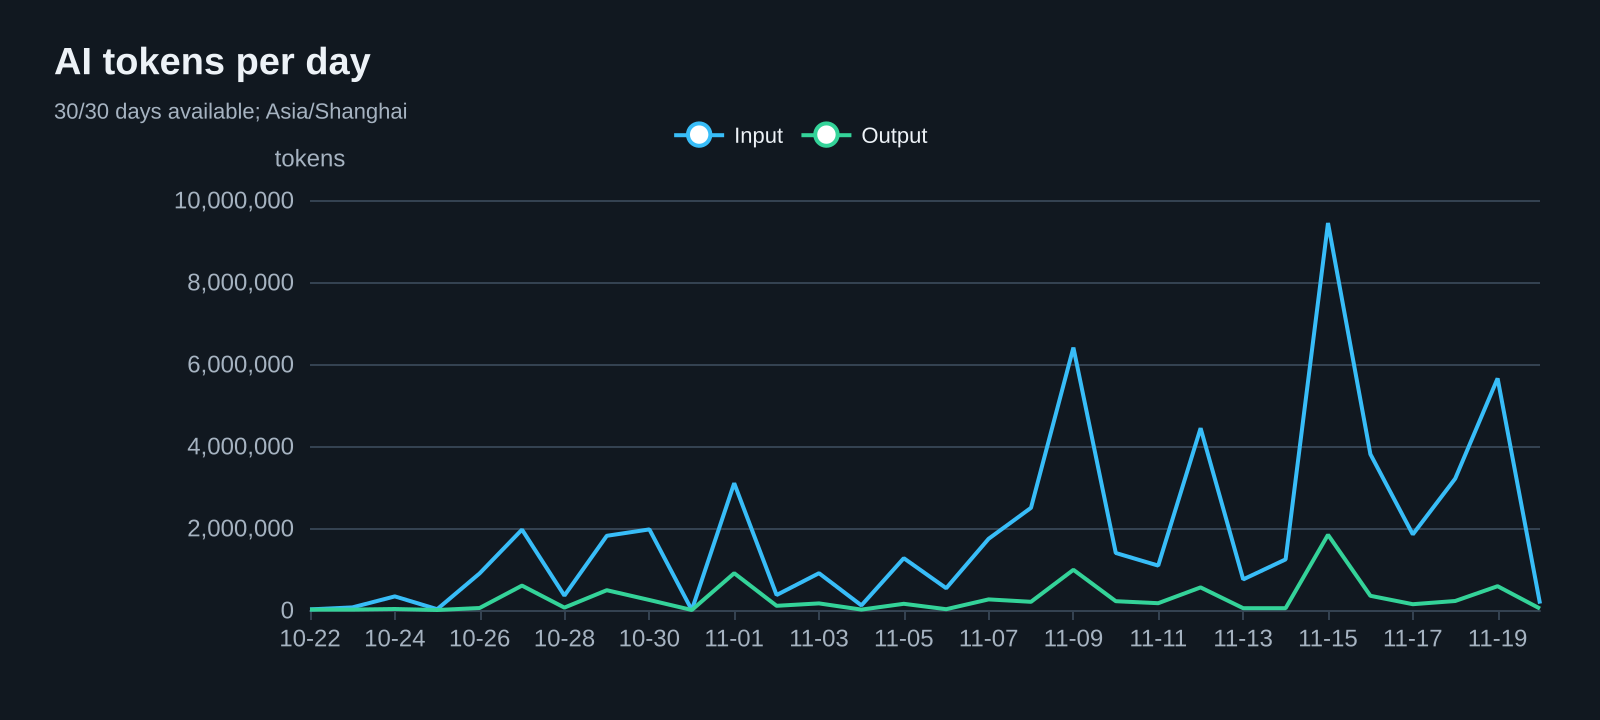 AI tokens per day
30/30 days available; Asia/Shanghai
Input Output
tokens
10,000,000
8,000,000
6,000,000
4,000,000
2,000,000
0
10-22 10-24 10-26 10-28 10-30 11-01 11-03 11-05 11-07 11-09 11-11 11-13 11-15 11-17 11-19